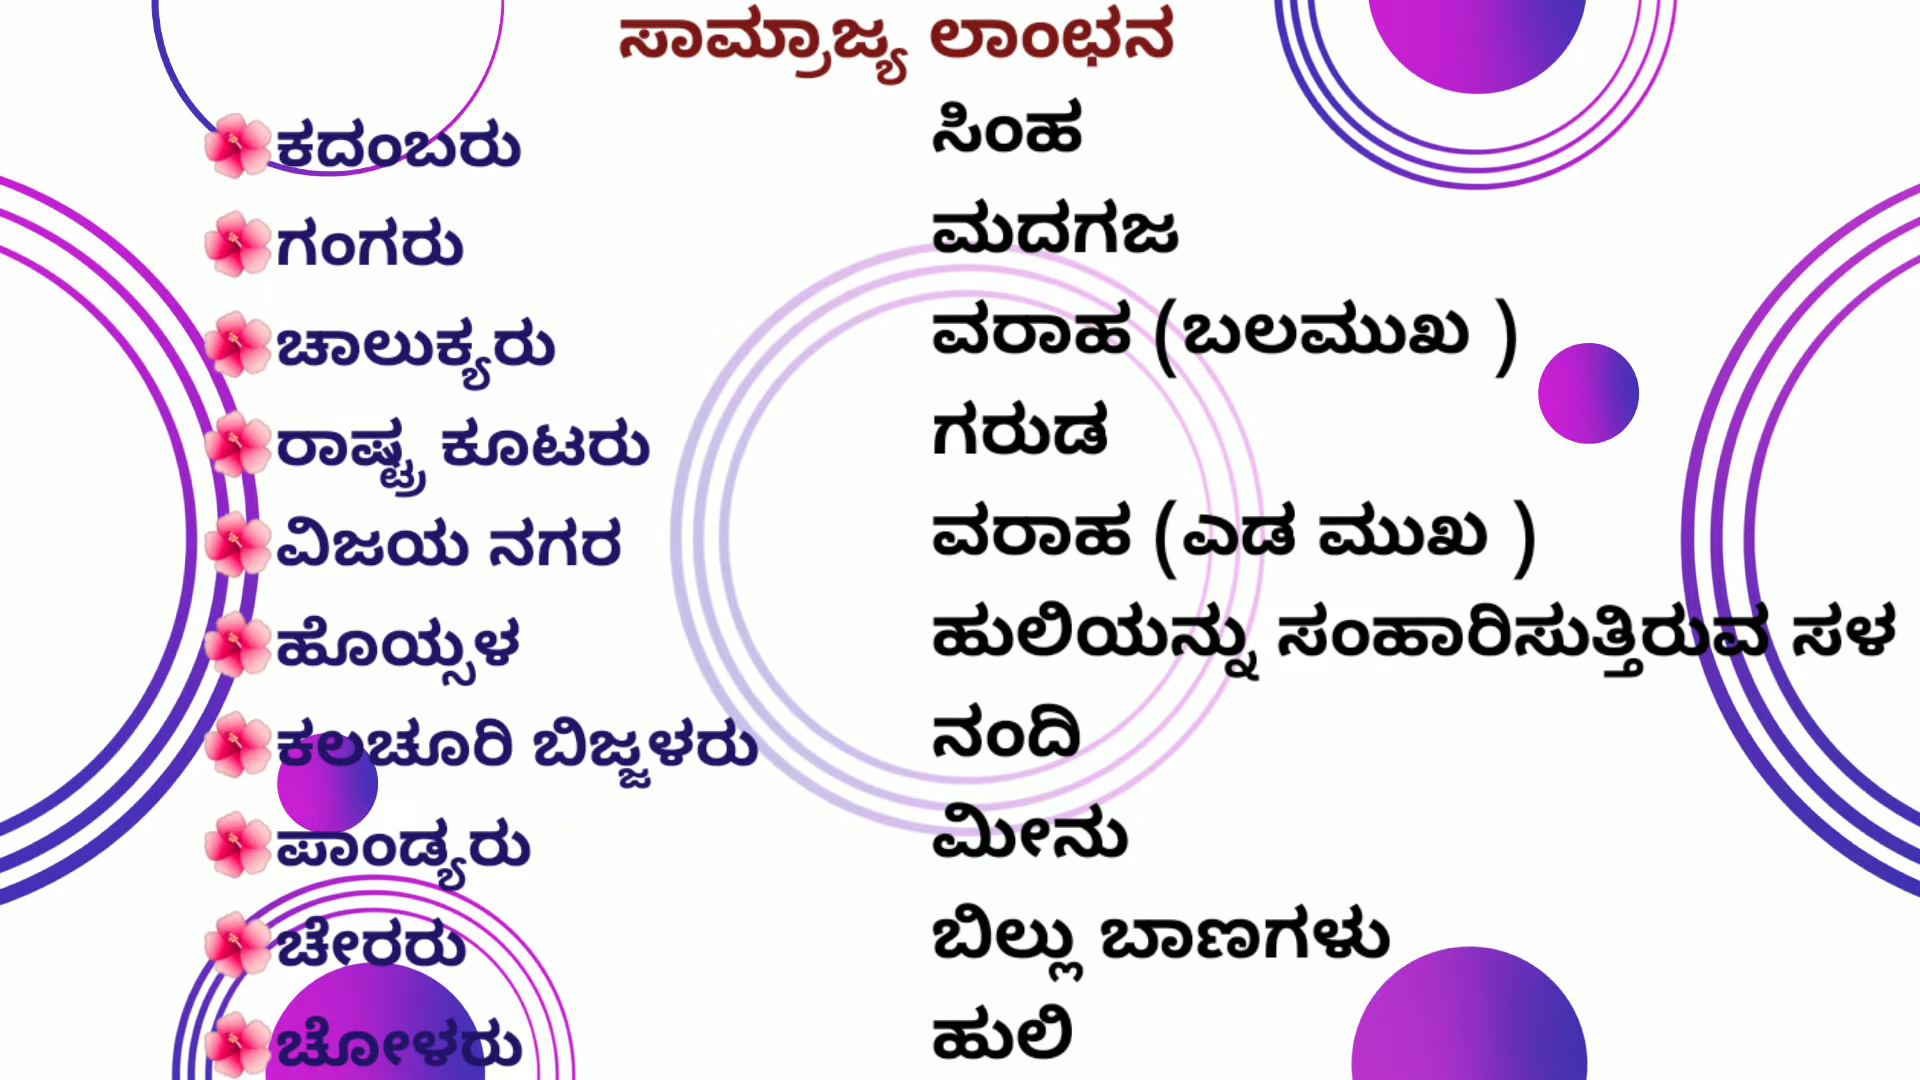 ಸಾಮ್ರಾಜ್ಯ ಲಾಂಛನ
ಕದಂಬರು ಸಿಂಹ
ಗಂಗರು ಮದಗಜ
ಚಾಲುಕ್ಯರು ವರಾಹ (ಬಲಮುಖ )
ರಾಷ್ಟ್ರ ಕೂಟರು ಗರುಡ
ವಿಜಯ ನಗರ ವರಾಹ (ಎಡ ಮುಖ )
ಹೊಯ್ಸಳ ಹುಲಿಯನ್ನು ಸಂಹಾರಿಸುತ್ತಿರುವ ಸಳ
ಕಲಚೂರಿ ಬಿಜ್ಜಳರು ನಂದಿ
ಪಾಂಡ್ಯರು ಮೀನು
ಚೇರರು ಬಿಲ್ಲು ಬಾಣಗಳು
ಚೋಳರು ಹುಲಿ